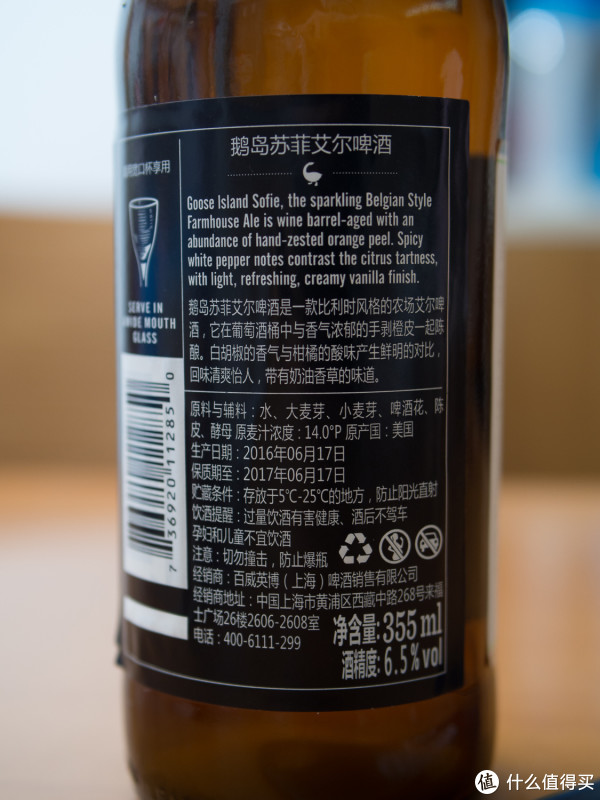 鹅岛苏菲艾尔啤酒
口杯享用
Goose Island Sofie, the sparkling Belgian Style
Farmhouse Ale is wine barrel-aged with an
abundance of hand-zested orange peel. Spicy
white pepper notes contrast the citrus tartness,
with light, refreshing, creamy vanilla finish.
SERVE IN
WIDE MOUTH
GLASS
鹅岛苏菲艾尔啤酒是一款比利时风格的农场艾尔啤
酒，它在葡萄酒桶中与香气浓郁的手剥橙皮一起陈
酿。白胡椒的香气与柑橘的酸味产生鲜明的对比，
回味清爽怡人，带有奶油香草的味道。
原料与辅料：水、大麦芽、小麦芽、啤酒花、陈
皮、酵母 原麦汁浓度：14.0°P 原产国：美国
生产日期：2016年06月17日
保质期至：2017年06月17日
贮藏条件：存放于5℃-25℃的地方，防止阳光直射
饮酒提醒：过量饮酒有害健康、酒后不驾车
孕妇和儿童不宜饮酒
注意：切勿撞击，防止爆瓶
经销商：百威英博（上海）啤酒销售有限公司
经销商地址：中国上海市黄浦区西藏中路268号来福
士广场26楼2606-2608室
电话：400-6111-299
净含量:355ml
酒精度:6.5%vol
7 36920 11285 0
值 什么值得买